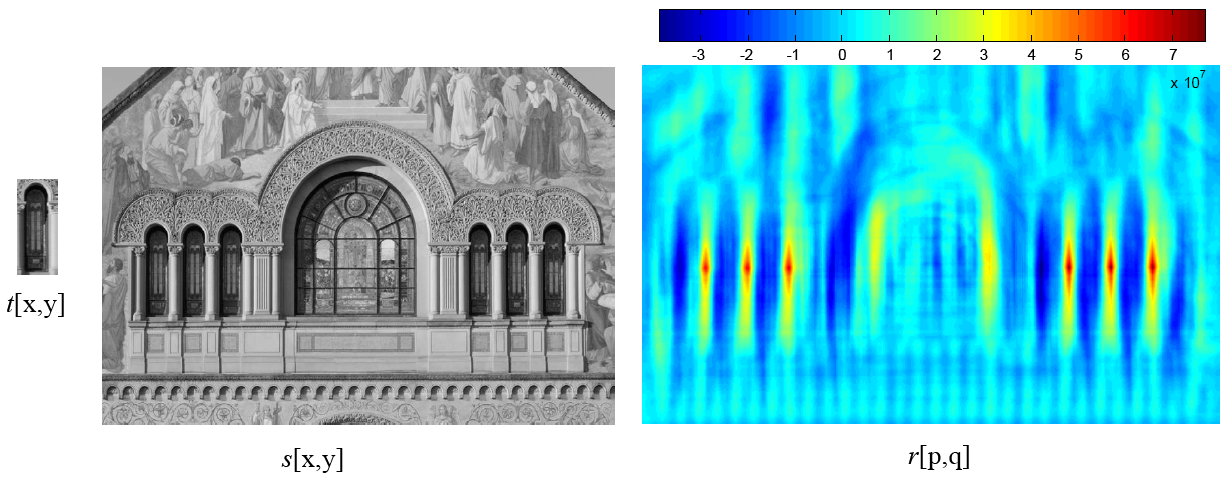 -3 -2 -1 0 1 2 3 4 5 6 7
x 10^7
t[x,y]
s[x,y]
r[p,q]